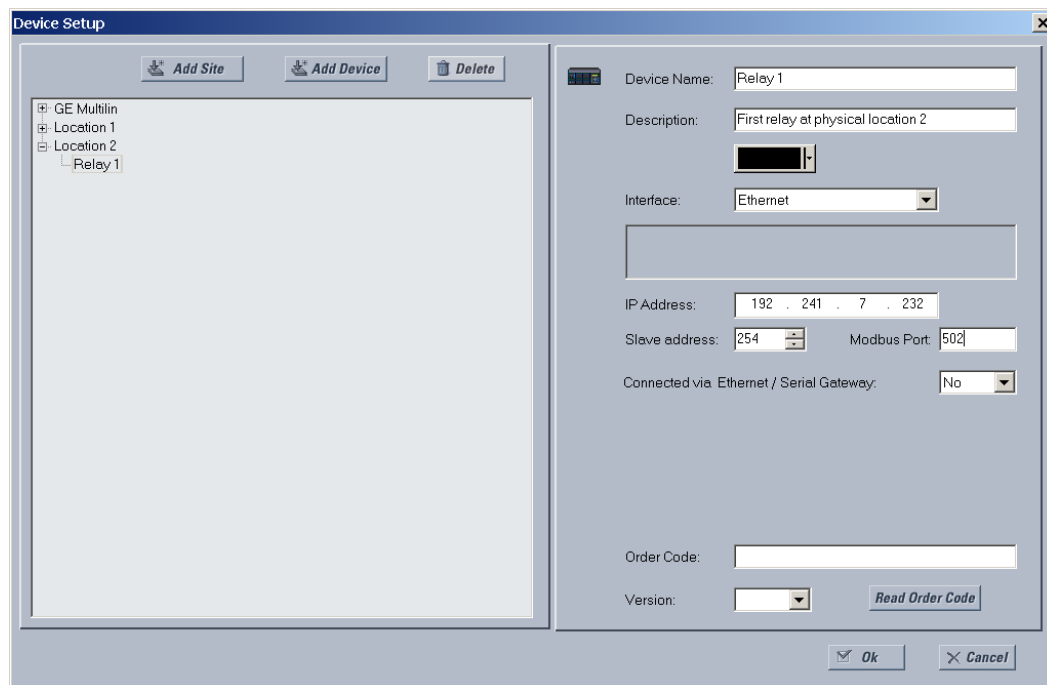 Device Setup
Add Site Add Device Delete
GE Multilin
Location 1
Location 2
Relay 1
Device Name: Relay 1
Description: First relay at physical location 2
Interface: Ethernet
IP Address: 192 . 241 . 7 . 232
Slave address: 254 Modbus Port: 502
Connected via Ethernet / Serial Gateway: No
Order Code:
Version: Read Order Code
Ok Cancel